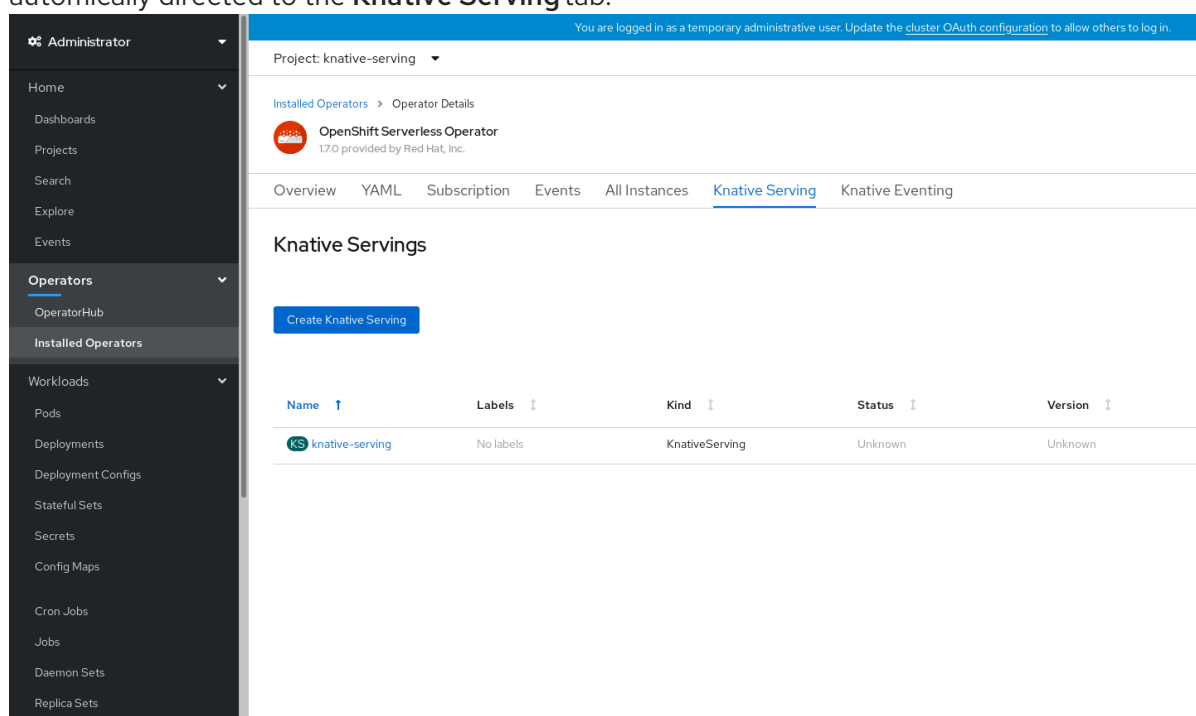 automically directed to the Knative Serving tab.
Administrator
Home
Dashboards
Projects
Search
Explore
Events
Operators
OperatorHub
Installed Operators
Workloads
Pods
Deployments
Deployment Configs
Stateful Sets
Secrets
Config Maps
Cron Jobs
Jobs
Daemon Sets
Replica Sets
You are logged in as a temporary administrative user. Update the cluster OAuth configuration to allow others to log in.
Project: knative-serving
Installed Operators > Operator Details
OpenShift Serverless Operator
1.7.0 provided by Red Hat, Inc.
Overview YAML Subscription Events All Instances Knative Serving Knative Eventing
Knative Servings
Create Knative Serving
Name Labels Kind Status Version
KS knative-serving No labels KnativeServing Unknown Unknown